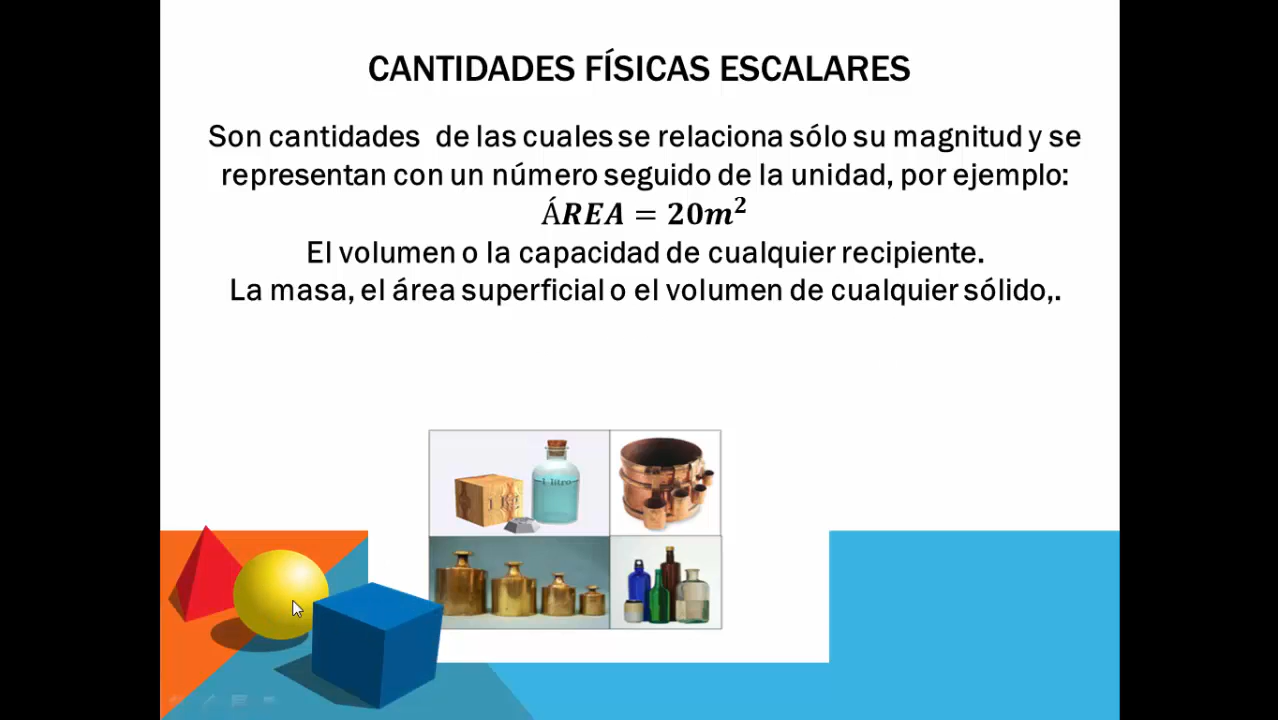 CANTIDADES FÍSICAS ESCALARES
Son cantidades de las cuales se relaciona sólo su magnitud y se
representan con un número seguido de la unidad, por ejemplo:
ÁREA = 20m²
El volumen o la capacidad de cualquier recipiente.
La masa, el área superficial o el volumen de cualquier sólido,.
1 litro